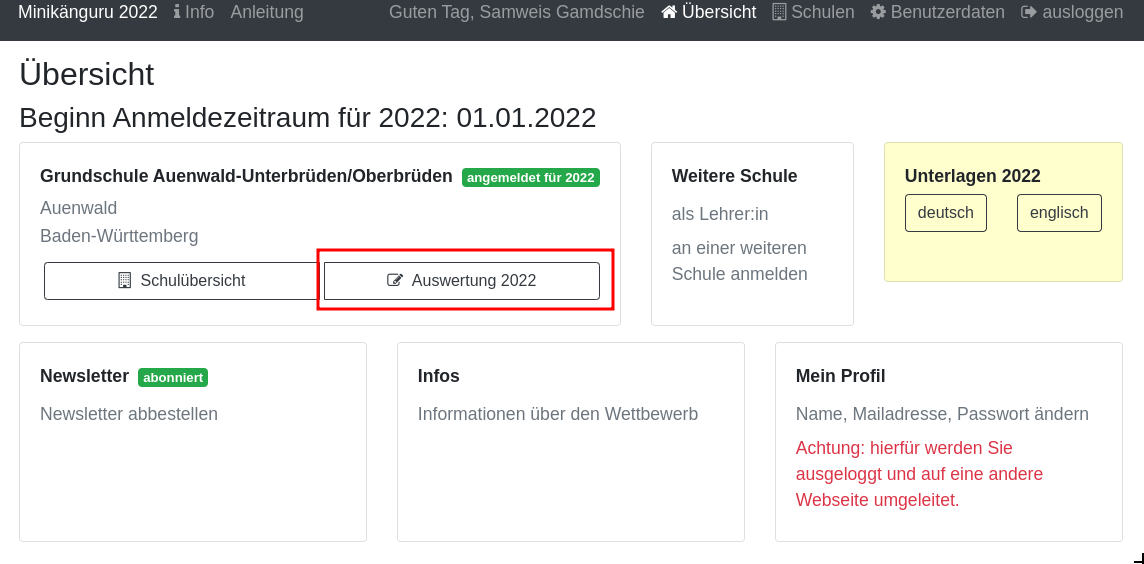 Minikänguru 2022 Info Anleitung Guten Tag, Samweis Gamdschie Übersicht Schulen Benutzerdaten ausloggen
Übersicht
Beginn Anmeldezeitraum für 2022: 01.01.2022
Grundschule Auenwald-Unterbrüden/Oberbrüden angemeldet für 2022
Auenwald
Baden-Württemberg
Schulübersicht Auswertung 2022
Weitere Schule
als Lehrer:in
an einer weiteren
Schule anmelden
Unterlagen 2022
deutsch englisch
Newsletter abonniert
Newsletter abbestellen
Infos
Informationen über den Wettbewerb
Mein Profil
Name, Mailadresse, Passwort ändern
Achtung: hierfür werden Sie
ausgeloggt und auf eine andere
Webseite umgeleitet.